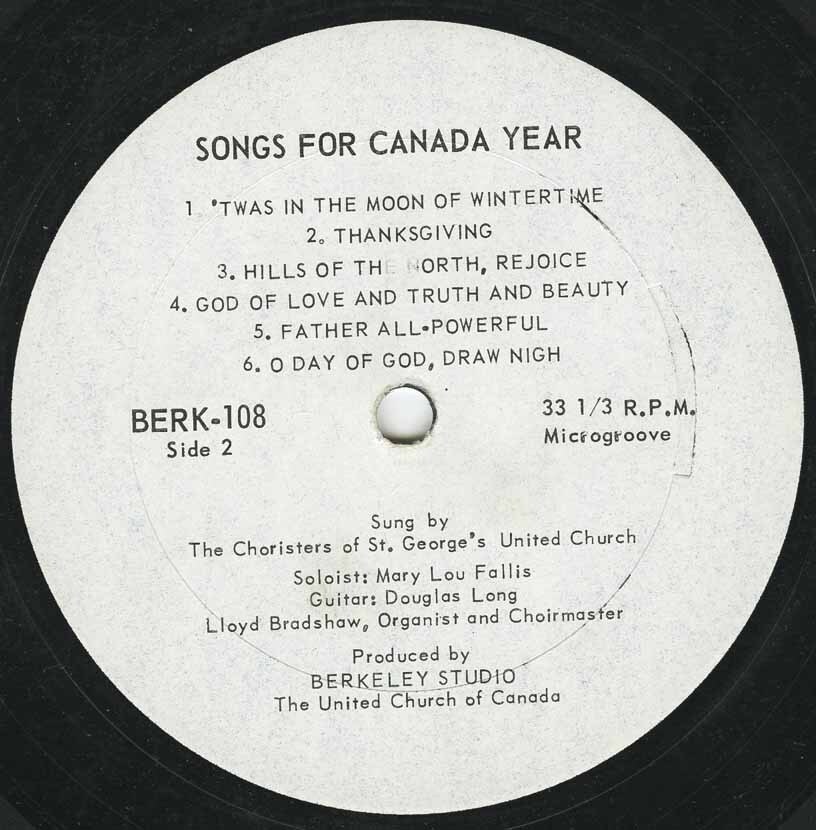 SONGS FOR CANADA YEAR
1. 'TWAS IN THE MOON OF WINTERTIME
2. THANKSGIVING
3. HILLS OF THE NORTH, REJOICE
4. GOD OF LOVE AND TRUTH AND BEAUTY
5. FATHER ALL-POWERFUL
6. O DAY OF GOD, DRAW NIGH
BERK-108
Side 2
33 1/3 R.P.M.
Microgroove
Sung by
The Choristers of St. George's United Church
Soloist: Mary Lou Fallis
Guitar: Douglas Long
Lloyd Bradshaw, Organist and Choirmaster
Produced by
BERKELEY STUDIO
The United Church of Canada